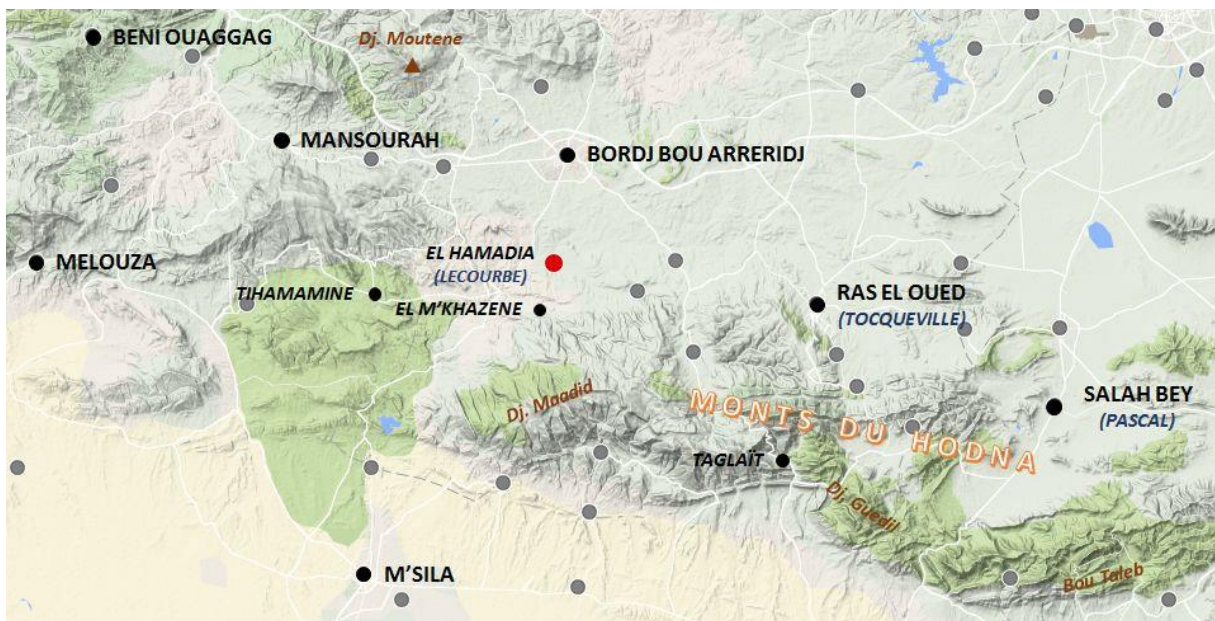 BENI OUAGGAG
Dj. Moutene
MANSOURAH
BORDJ BOU ARRERIDJ
MELOUZA
EL HAMADIA
(LECOURBE)
TIHAMAMINE
EL M'KHAZENE
RAS EL OUED
(TOCQUEVILLE)
SALAH BEY
(PASCAL)
Dj. Maadid
MONTS DU HODNA
TAGLAÏT
Dj, Guedil
M'SILA
Bou Taleb